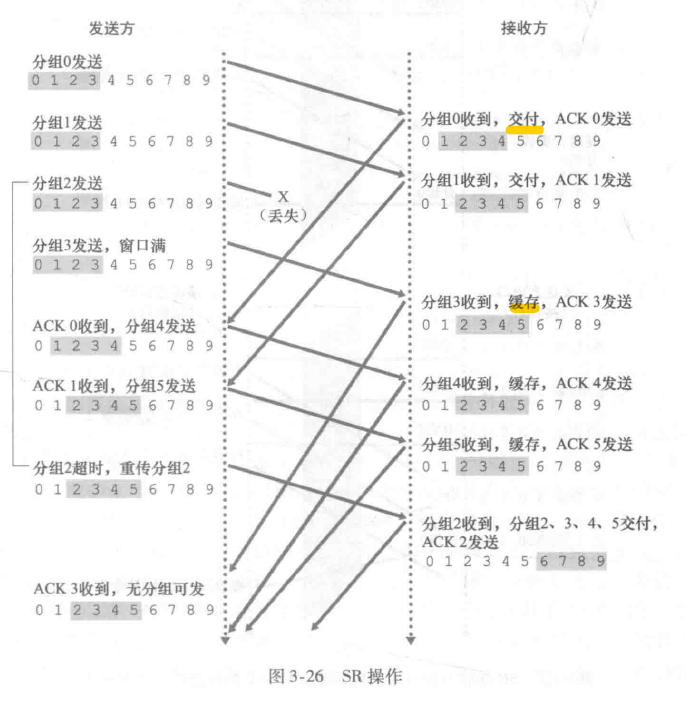 发送方
接收方
分组0发送
0 1 2 3 4 5 6 7 8 9
分组0收到，交付，ACK 0发送
0 1 2 3 4 5 6 7 8 9
分组1发送
0 1 2 3 4 5 6 7 8 9
分组1收到，交付，ACK 1发送
0 1 2 3 4 5 6 7 8 9
分组2发送
0 1 2 3 4 5 6 7 8 9
X
（丢失）
分组3发送，窗口满
0 1 2 3 4 5 6 7 8 9
分组3收到，缓存，ACK 3发送
0 1 2 3 4 5 6 7 8 9
ACK 0收到，分组4发送
0 1 2 3 4 5 6 7 8 9
分组4收到，缓存，ACK 4发送
0 1 2 3 4 5 6 7 8 9
ACK 1收到，分组5发送
0 1 2 3 4 5 6 7 8 9
分组5收到，缓存，ACK 5发送
0 1 2 3 4 5 6 7 8 9
分组2超时，重传分组2
0 1 2 3 4 5 6 7 8 9
分组2收到，分组2、3、4、5交付，
ACK 2发送
0 1 2 3 4 5 6 7 8 9
ACK 3收到，无分组可发
0 1 2 3 4 5 6 7 8 9
图 3-26 SR 操作